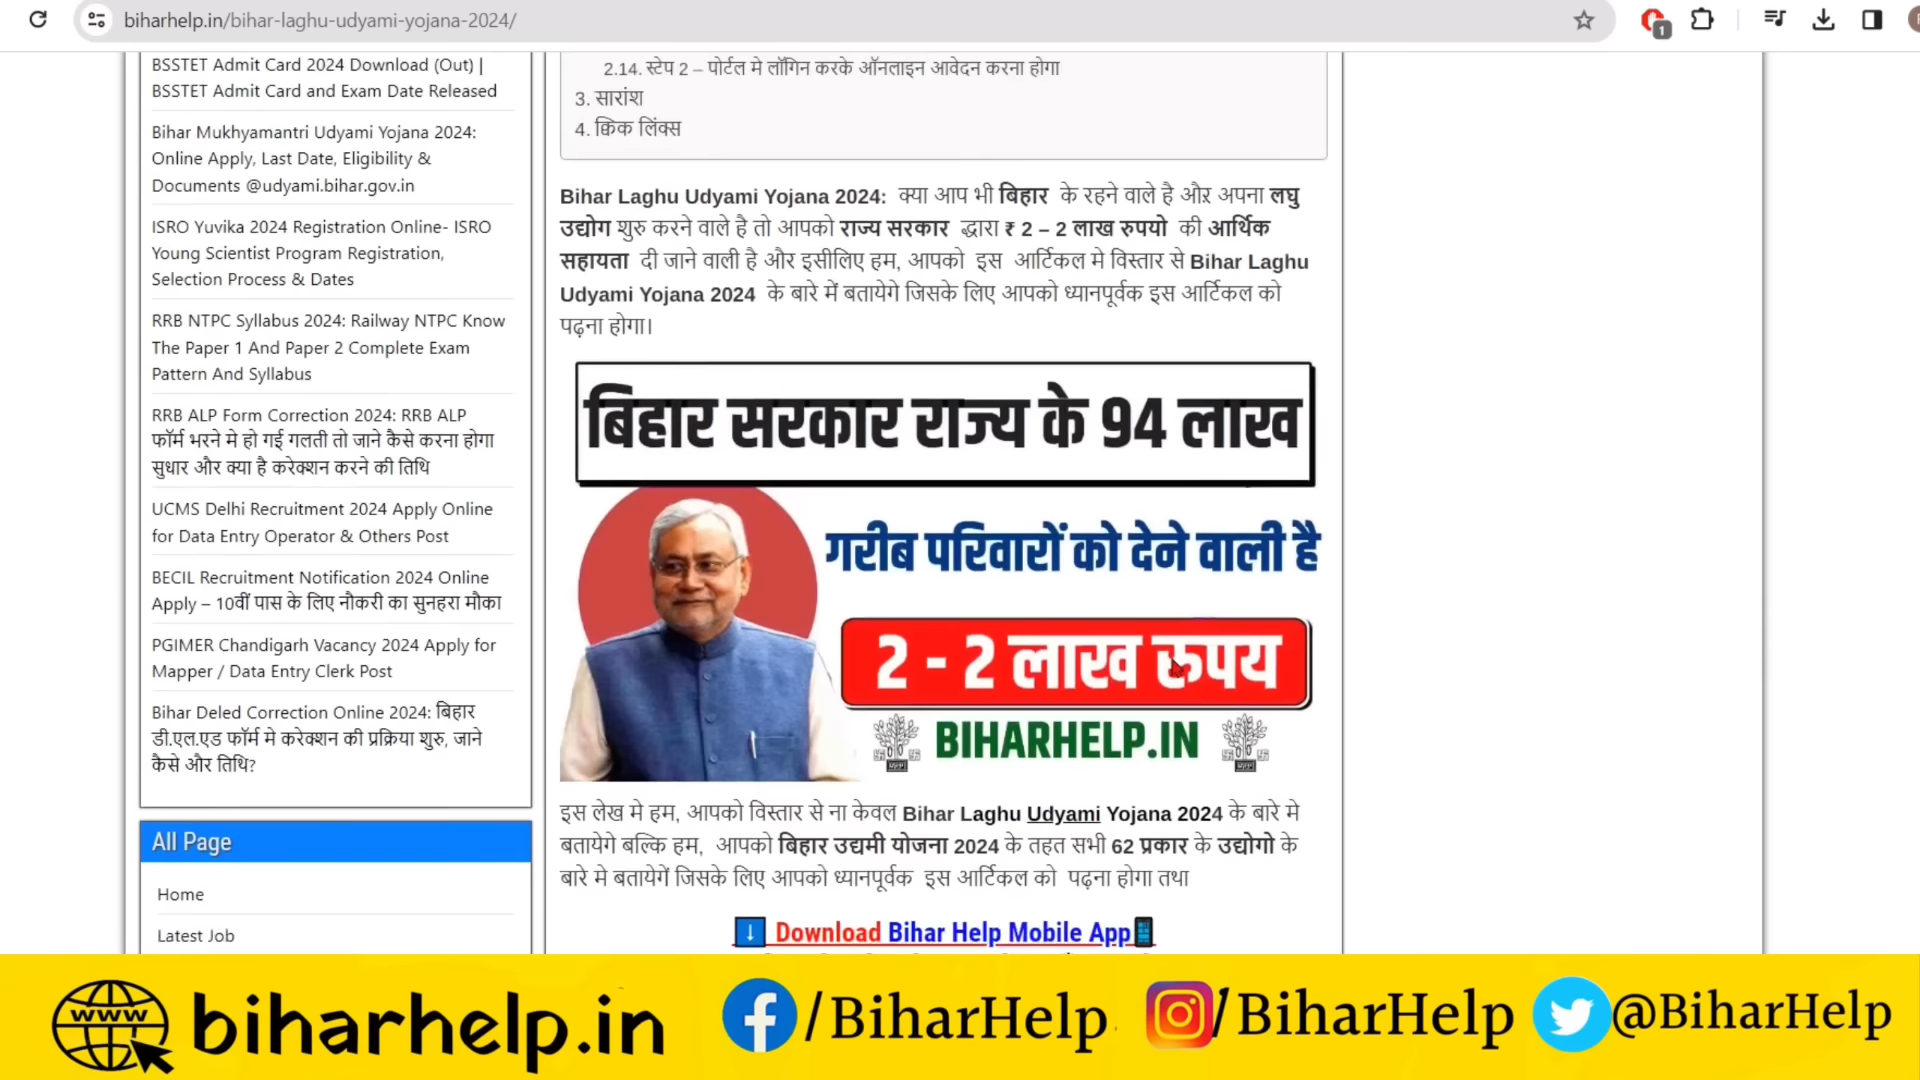 biharhelp.in/bihar-laghu-udyami-yojana-2024/
1
BSSTET Admit Card 2024 Download (Out) |
BSSTET Admit Card and Exam Date Released
Bihar Mukhyamantri Udyami Yojana 2024:
Online Apply, Last Date, Eligibility &
Documents @udyami.bihar.gov.in
ISRO Yuvika 2024 Registration Online- ISRO
Young Scientist Program Registration,
Selection Process & Dates
RRB NTPC Syllabus 2024: Railway NTPC Know
The Paper 1 And Paper 2 Complete Exam
Pattern And Syllabus
RRB ALP Form Correction 2024: RRB ALP
फॉर्म भरने मे हो गई गलती तो जाने कैसे करना होगा
सुधार और क्या है करेक्शन करने की तिथि
UCMS Delhi Recruitment 2024 Apply Online
for Data Entry Operator & Others Post
BECIL Recruitment Notification 2024 Online
Apply – 10वीं पास के लिए नौकरी का सुनहरा मौका
PGIMER Chandigarh Vacancy 2024 Apply for
Mapper / Data Entry Clerk Post
Bihar Deled Correction Online 2024: बिहार
डी.एल.एड फॉर्म मे करेक्शन की प्रक्रिया शुरु, जाने
कैसे और तिथि?
All Page
Home
Latest Job
2.14. स्टेप 2 – पोर्टल मे लॉगिन करके ऑनलाइन आवेदन करना होगा
3. सारांश
4. क्विक लिंक्स
Bihar Laghu Udyami Yojana 2024: क्या आप भी बिहार के रहने वाले है औऱ अपना लघु
उद्योग शुरु करने वाले है तो आपको राज्य सरकार द्धारा ₹ 2 – 2 लाख रुपयो की आर्थिक
सहायता दी जाने वाली है और इसीलिए हम, आपको इस आर्टिकल मे विस्तार से Bihar Laghu
Udyami Yojana 2024 के बारे में बतायेगे जिसके लिए आपको ध्यानपूर्वक इस आर्टिकल को
पढ़ना होगा।
बिहार सरकार राज्य के 94 लाख
गरीब परिवारों को देने वाली है
2 - 2 लाख रुपय
BIHARHELP.IN
इस लेख मे हम, आपको विस्तार से ना केवल Bihar Laghu Udyami Yojana 2024 के बारे मे
बतायेगे बल्कि हम, आपको बिहार उद्यमी योजना 2024 के तहत सभी 62 प्रकार के उद्योगो के
बारे मे बतायेगें जिसके लिए आपको ध्यानपूर्वक इस आर्टिकल को पढ़ना होगा तथा
Download Bihar Help Mobile App
www biharhelp.in /BiharHelp /BiharHelp @BiharHelp